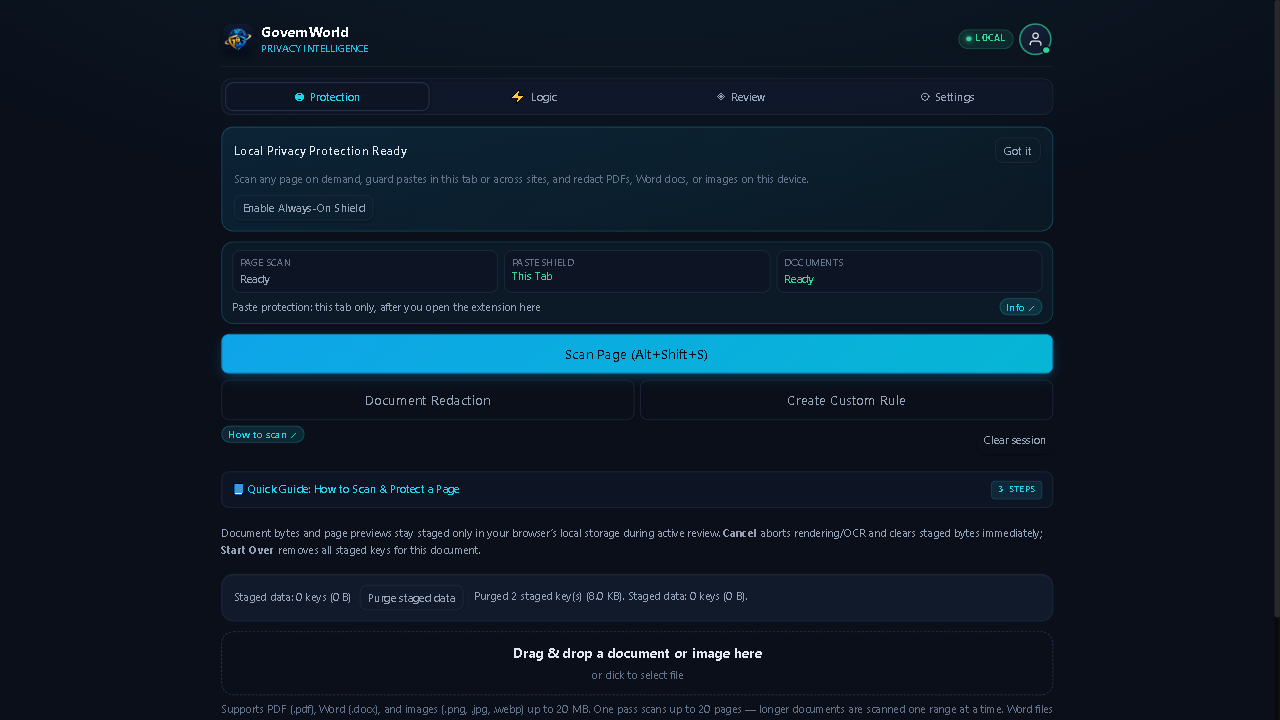 GovernWorld
PRIVACY INTELLIGENCE
LOCAL
Protection
Logic
Review
Settings
Local Privacy Protection Ready
Got it
Scan any page on demand, guard pastes in this tab or across sites, and redact PDFs, Word docs, or images on this device.
Enable Always-On Shield
PAGE SCAN
Ready
PASTE SHIELD
This Tab
DOCUMENTS
Ready
Paste protection: this tab only, after you open the extension here
Info
Scan Page (Alt+Shift+S)
Document Redaction
Create Custom Rule
How to scan
Clear session
Quick Guide: How to Scan & Protect a Page
3 STEPS
Document bytes and page previews stay staged only in your browser's local storage during active review. Cancel aborts rendering/OCR and clears staged bytes immediately;
Start Over removes all staged keys for this document.
Staged data: 0 keys (0 B)
Purge staged data
Purged 2 staged key(s) (8.0 KB). Staged data: 0 keys (0 B).
Drag & drop a document or image here
or click to select file
Supports PDF (.pdf), Word (.docx), and images (.png, .jpg, .webp) up to 20 MB. One pass scans up to 20 pages — longer documents are scanned one range at a time. Word files